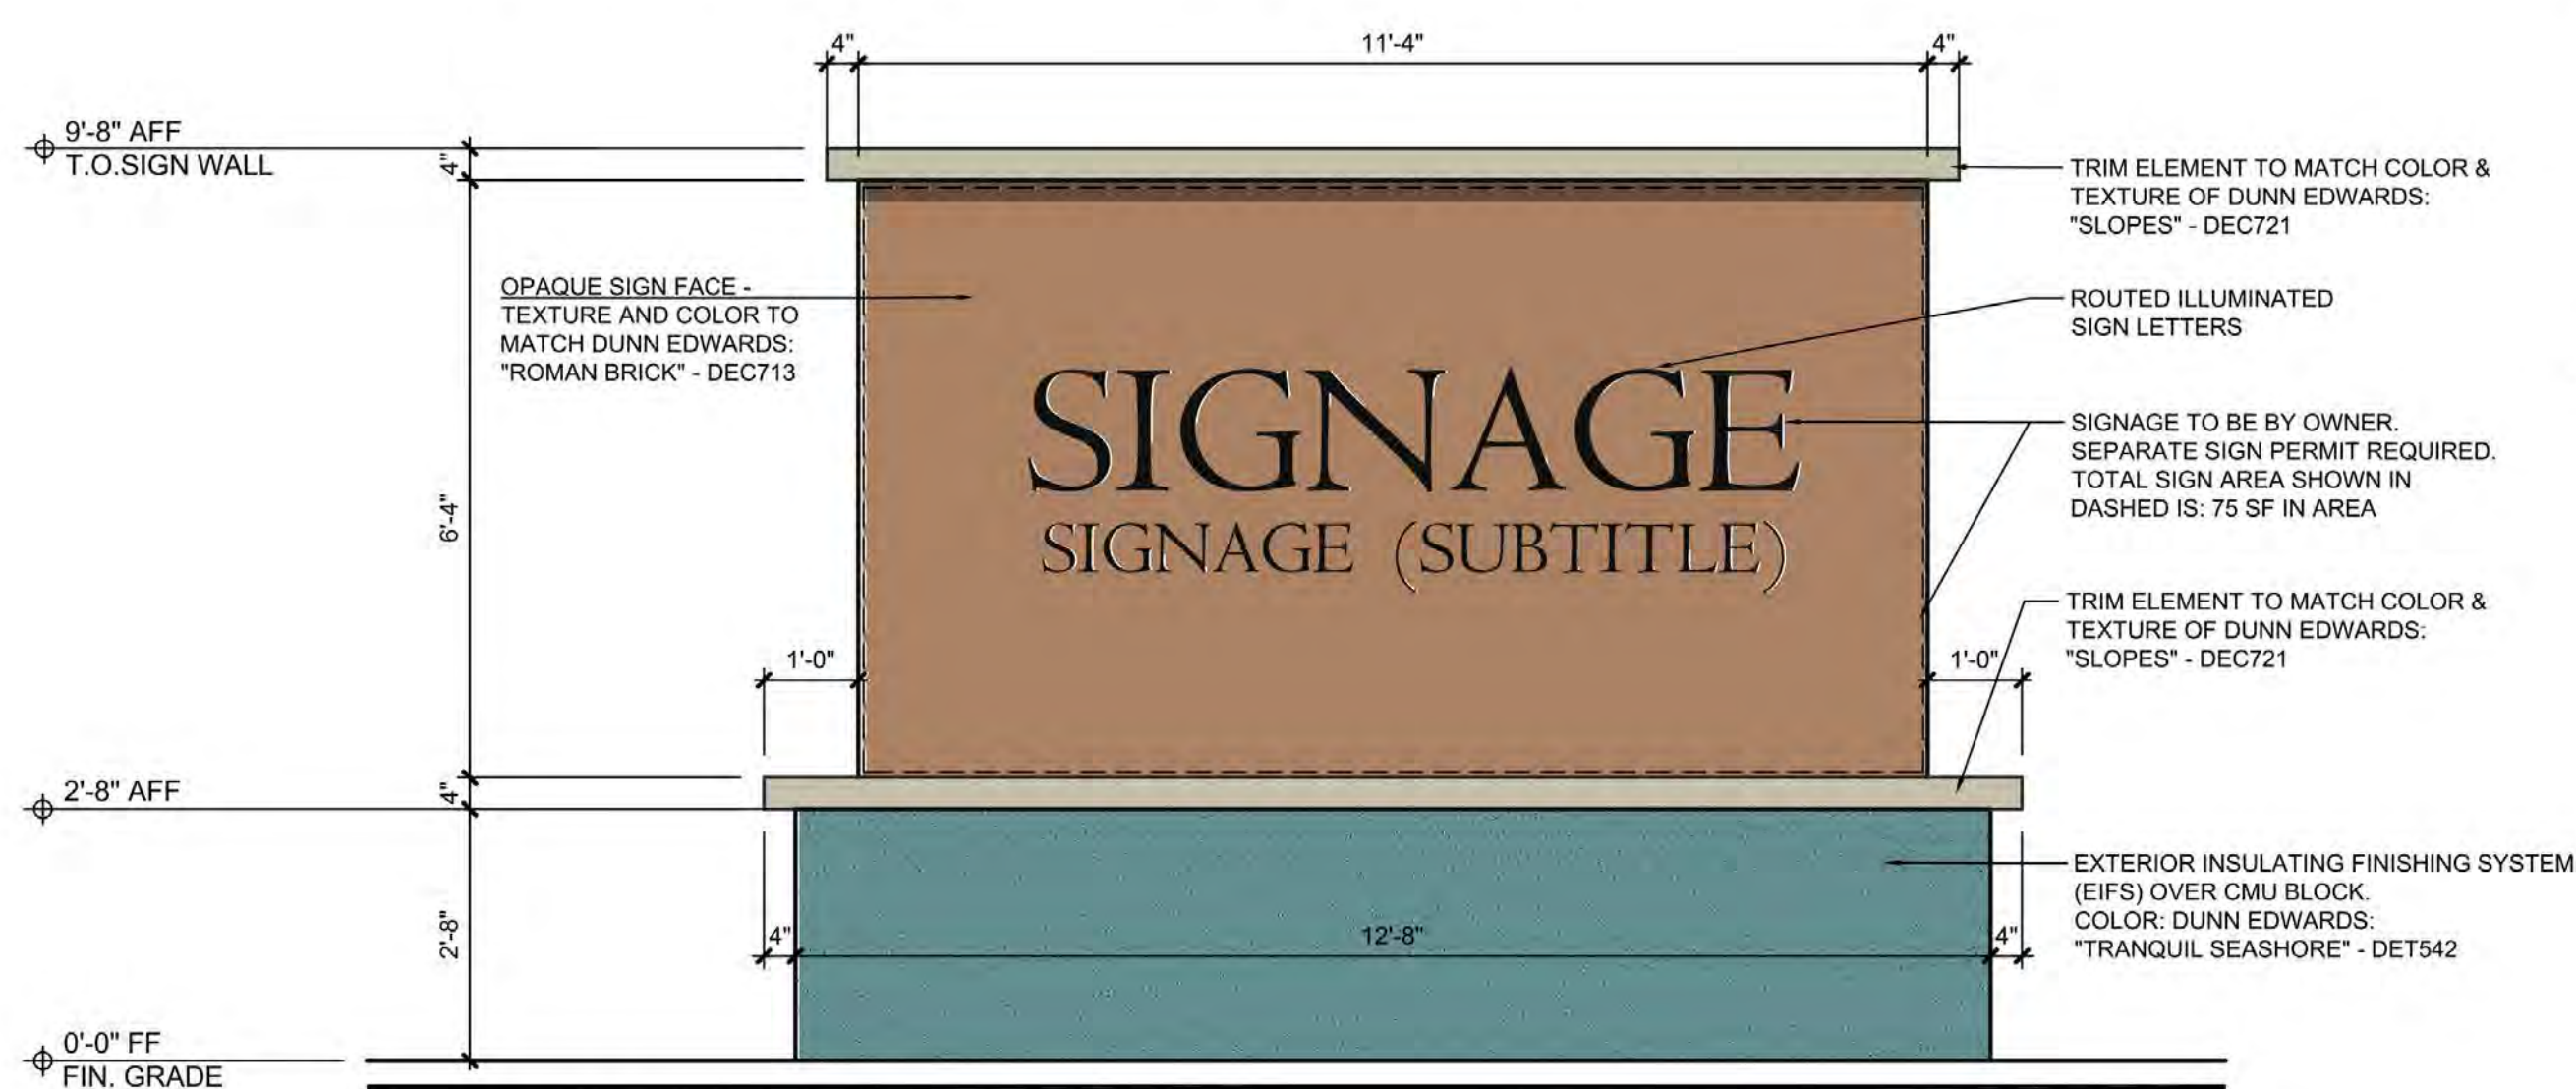 4"
11'-4"
4"
9'-8" AFF
T.O.SIGN WALL
4"
TRIM ELEMENT TO MATCH COLOR &
TEXTURE OF DUNN EDWARDS:
"SLOPES" - DEC721
OPAQUE SIGN FACE -
TEXTURE AND COLOR TO
MATCH DUNN EDWARDS:
"ROMAN BRICK" - DEC713
ROUTED ILLUMINATED
SIGN LETTERS
SIGNAGE
SIGNAGE (SUBTITLE)
SIGNAGE TO BE BY OWNER.
SEPARATE SIGN PERMIT REQUIRED.
TOTAL SIGN AREA SHOWN IN
DASHED IS: 75 SF IN AREA
6'-4"
TRIM ELEMENT TO MATCH COLOR &
TEXTURE OF DUNN EDWARDS:
"SLOPES" - DEC721
1'-0"
1'-0"
2'-8" AFF
4"
EXTERIOR INSULATING FINISHING SYSTEM
(EIFS) OVER CMU BLOCK.
COLOR: DUNN EDWARDS:
"TRANQUIL SEASHORE" - DET542
2'-8"
4"
12'-8"
4"
0'-0" FF
FIN. GRADE